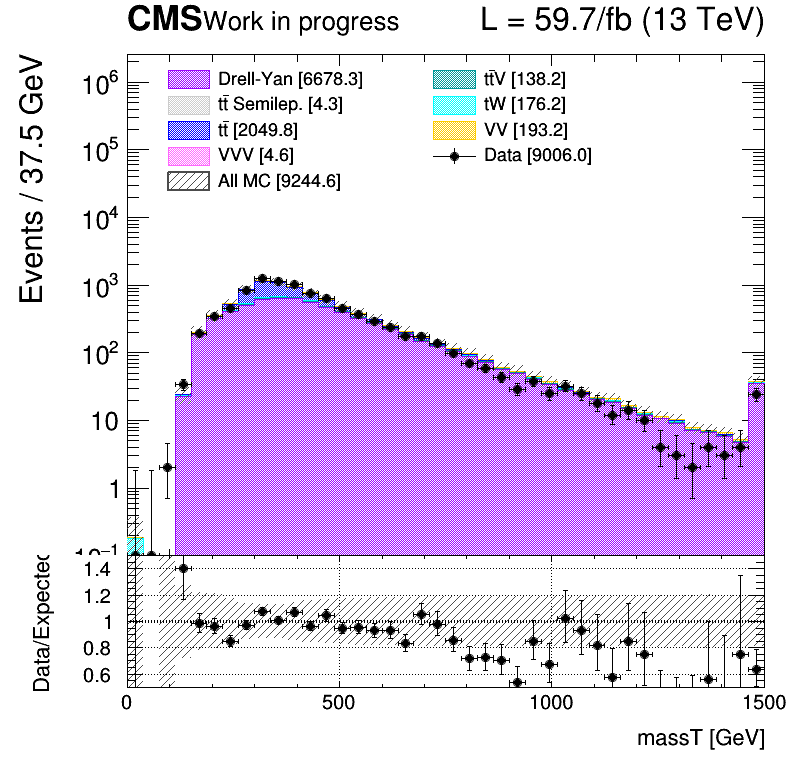 CMS Work in progress L = 59.7/fb (13 TeV)
Events / 37.5 GeV
10⁶
10⁵
10⁴
10³
10²
10
1
10⁻¹
Drell-Yan [6678.3]
tt̄ Semilep. [4.3]
tt̄ [2049.8]
VVV [4.6]
All MC [9244.6]
tt̄V [138.2]
tW [176.2]
VV [193.2]
Data [9006.0]
Data/Expected
1.4
1.2
1
0.8
0.6
0 500 1000 1500
massT [GeV]